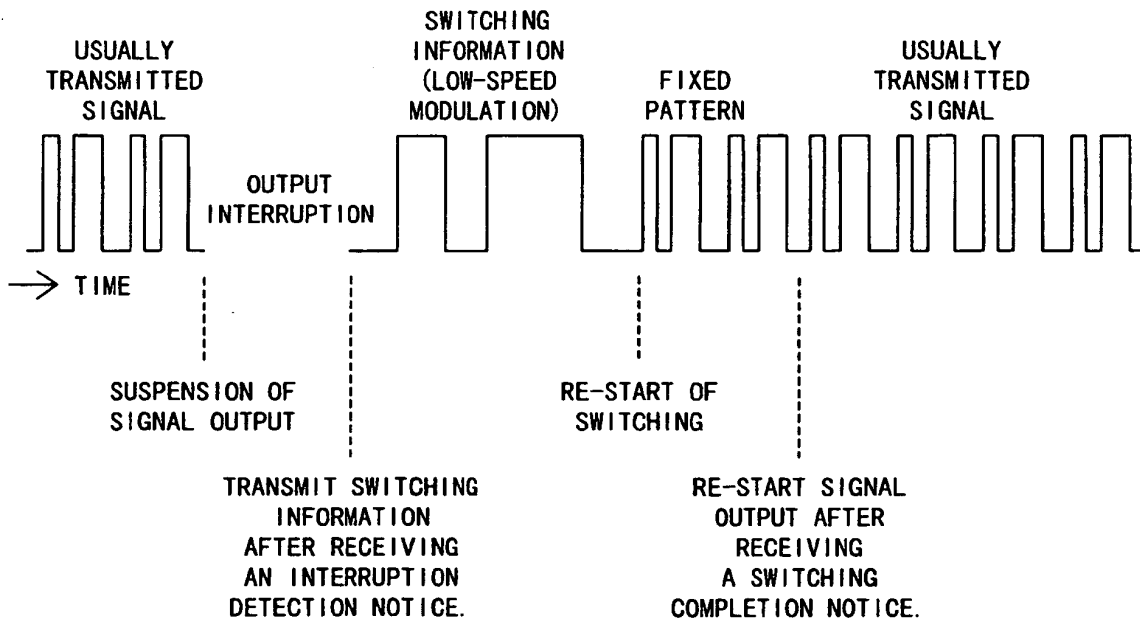 USUALLY
TRANSMITTED
SIGNAL
SWITCHING
INFORMATION
(LOW-SPEED
MODULATION)
FIXED
PATTERN
USUALLY
TRANSMITTED
SIGNAL
OUTPUT
INTERRUPTION
TIME
SUSPENSION OF
SIGNAL OUTPUT
RE-START OF
SWITCHING
TRANSMIT SWITCHING
INFORMATION
AFTER RECEIVING
AN INTERRUPTION
DETECTION NOTICE.
RE-START SIGNAL
OUTPUT AFTER
RECEIVING
A SWITCHING
COMPLETION NOTICE.